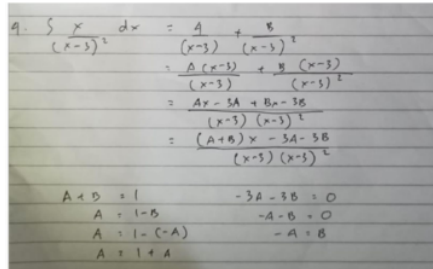 9. ∫ x/(x-3)² dx = A/(x-3) + B/(x-3)²
= A(x-3)/(x-3) + B(x-3)/(x-3)²
= Ax - 3A + Bx - 3B/(x-3)(x-3)²
= (A+B)x - 3A - 3B/(x-3)(x-3)²
A+B = 1 -3A - 3B = 0
A = 1-B -A-B = 0
A = 1-(-A) -A = B
A = 1+A